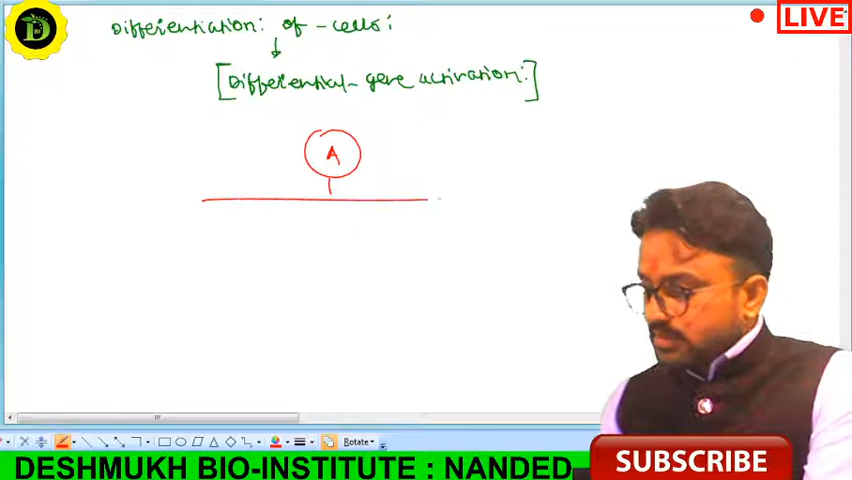 LIVE
Differentiation: of - cells:
[Differential - gene activation:]
A
Rotate
DESHMUKH BIO-INSTITUTE : NANDED
SUBSCRIBE